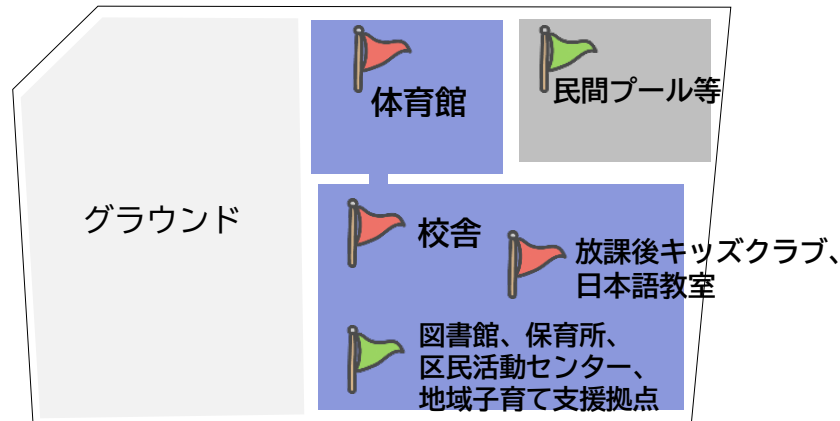 体育館
民間プール等
グラウンド
校舎
放課後キッズクラブ、
日本語教室
図書館、保育所、
区民活動センター、
地域子育て支援拠点